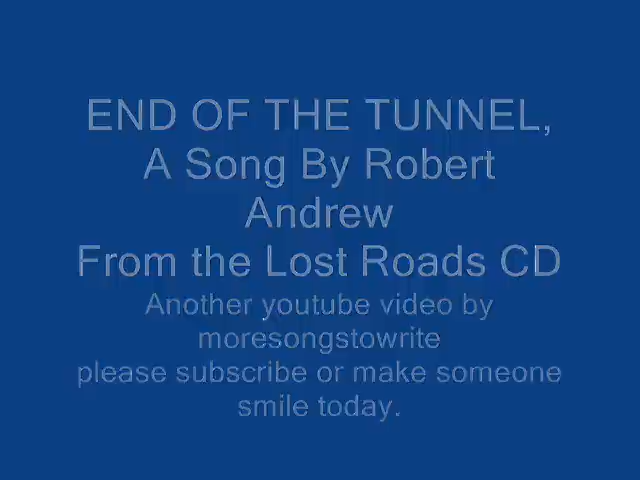 END OF THE TUNNEL,
A Song By Robert
Andrew
From the Lost Roads CD
Another youtube video by
moresongstowrite
please subscribe or make someone
smile today.